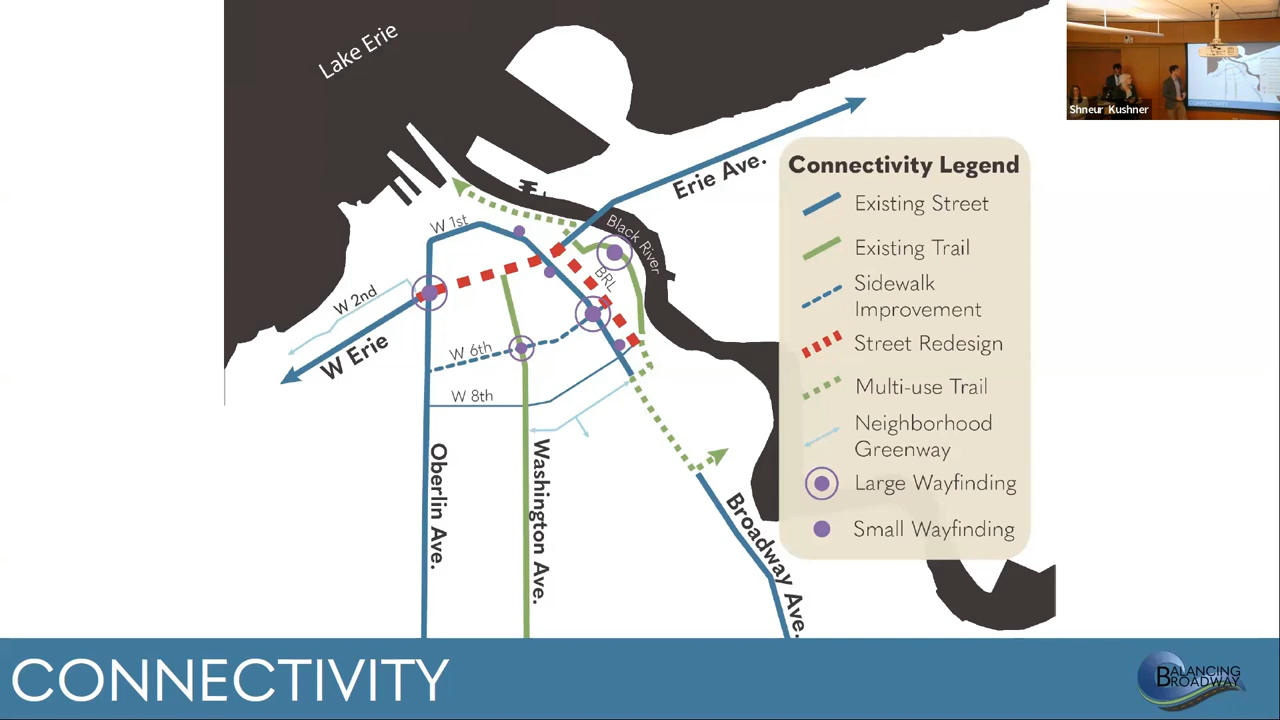 Lake Erie
Shneur Kushner
CONNECTIVITY
Erie Ave.
Connectivity Legend
Existing Street
Existing Trail
Sidewalk
Improvement
Street Redesign
Multi-use Trail
Neighborhood
Greenway
Large Wayfinding
Small Wayfinding
W 1st
Black River
BRL
W 2nd
W Erie
W 6th
W 8th
Oberlin Ave.
Washington Ave.
Broadway Ave.
CONNECTIVITY
BALANCING
BROADWAY